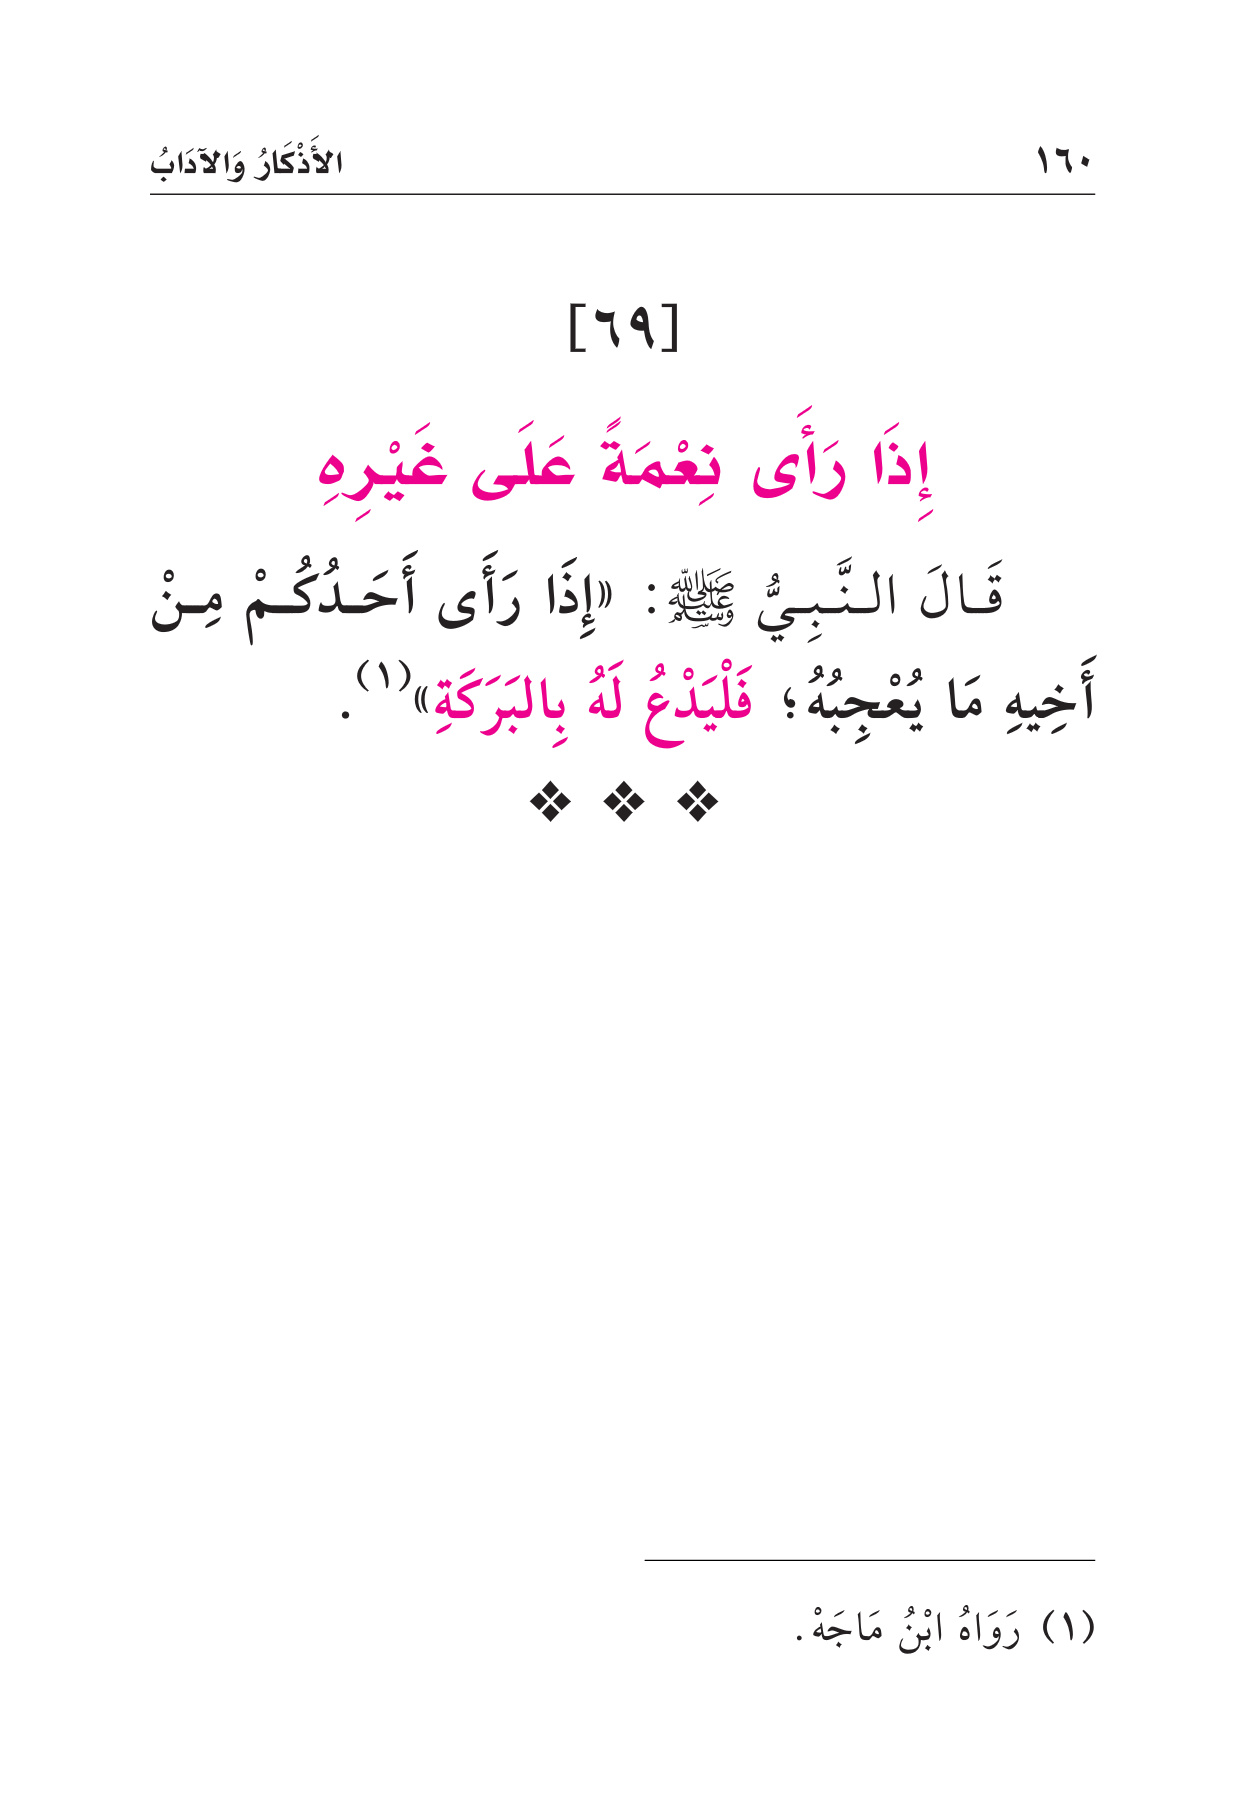 ١٦٠ الأَذْكَارُ وَالآدَابُ
[٦٩]
إِذَا رَأَى نِعْمَةً عَلَى غَيْرِهِ
قَالَ النَّبِيُّ ﷺ: «إِذَا رَأَى أَحَدُكُمْ مِنْ
أَخِيهِ مَا يُعْجِبُهُ؛ فَلْيَدْعُ لَهُ بِالبَرَكَةِ»(١).
(١) رَوَاهُ ابْنُ مَاجَهْ.